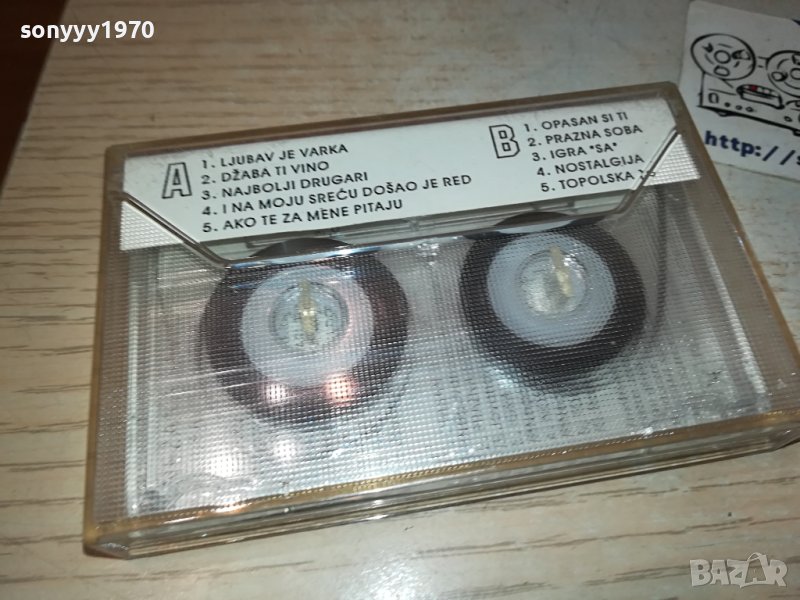 sonyyy1970
A
1. LJUBAV JE VARKA
2. DŽABA TI VINO
3. NAJBOLJI DRUGARI
4. I NA MOJU SREĆU DOŠAO JE RED
5. AKO TE ZA MENE PITAJU
B
1. OPASAN SI TI
2. PRAZNA SOBA
3. IGRA "SA"
4. NOSTALGIJA
5. TOPOLSKA
http://s
BAZAR